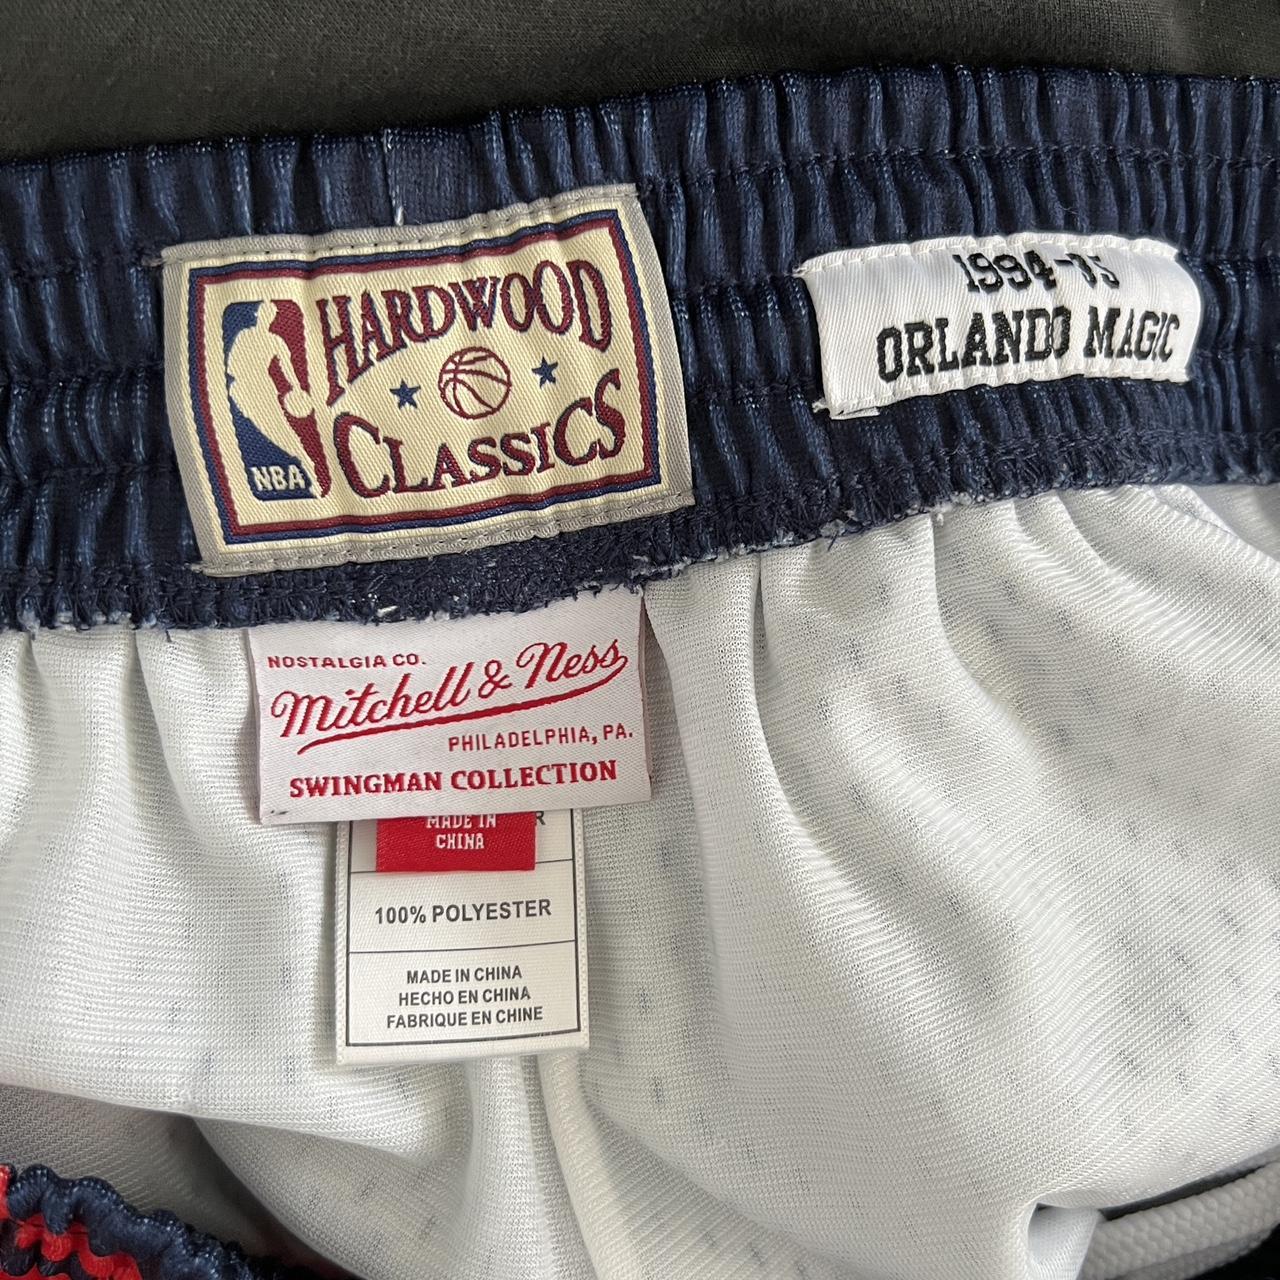 HARDWOOD
CLASSICS
NBA
1994-95
ORLANDO MAGIC
NOSTALGIA CO.
Mitchell & Ness
PHILADELPHIA, PA.
SWINGMAN COLLECTION
MADE IN
CHINA
100% POLYESTER
MADE IN CHINA
HECHO EN CHINA
FABRIQUE EN CHINE